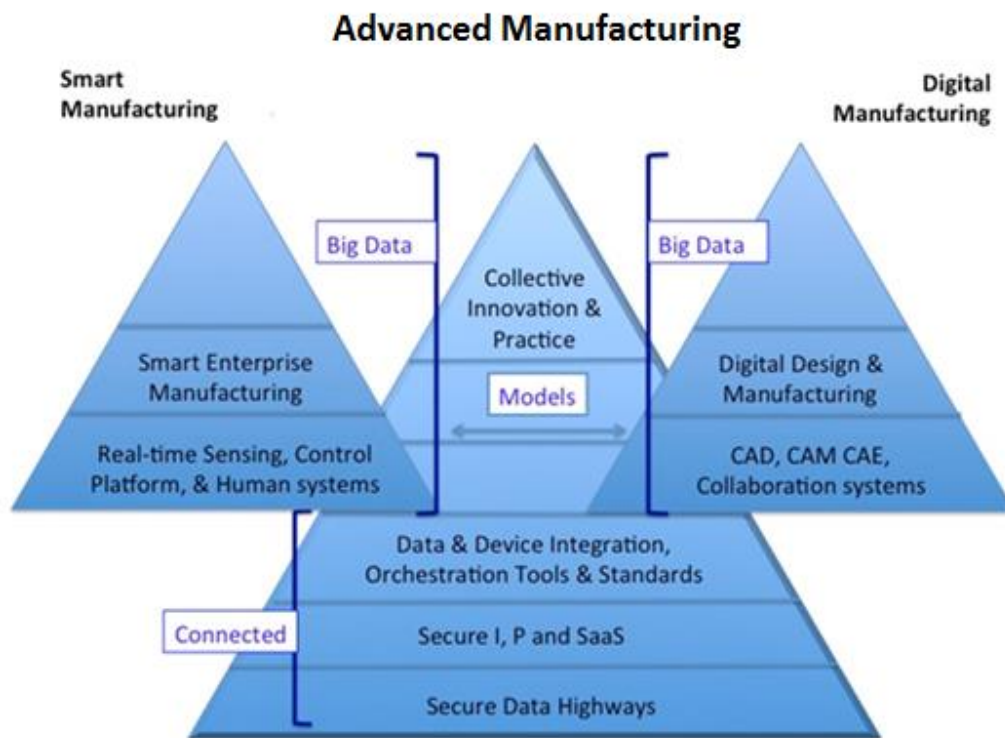 Advanced Manufacturing
Smart
Manufacturing
Digital
Manufacturing
Big Data
Big Data
Collective
Innovation &
Practice
Smart Enterprise
Manufacturing
Models
Digital Design &
Manufacturing
Real-time Sensing, Control
Platform, & Human systems
CAD, CAM CAE,
Collaboration systems
Data & Device Integration,
Orchestration Tools & Standards
Connected
Secure I, P and SaaS
Secure Data Highways